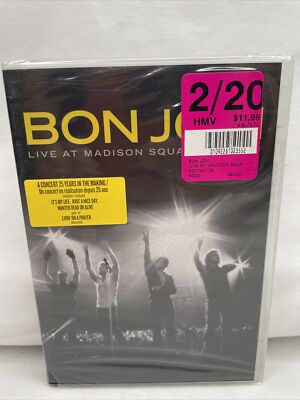 2/20
HMV
$11.99
BON JO
LIVE AT MADISON SQUA
BON JOVI
LIVE AT MADISON SQUA
A CONCERT 25 YEARS IN THE MAKING!
Un concert en réalisation depuis 25 ans
IT'S MY LIFE, HAVE A NICE DAY,
WANTED DEAD OR ALIVE
LIVIN' ON A PRAYER